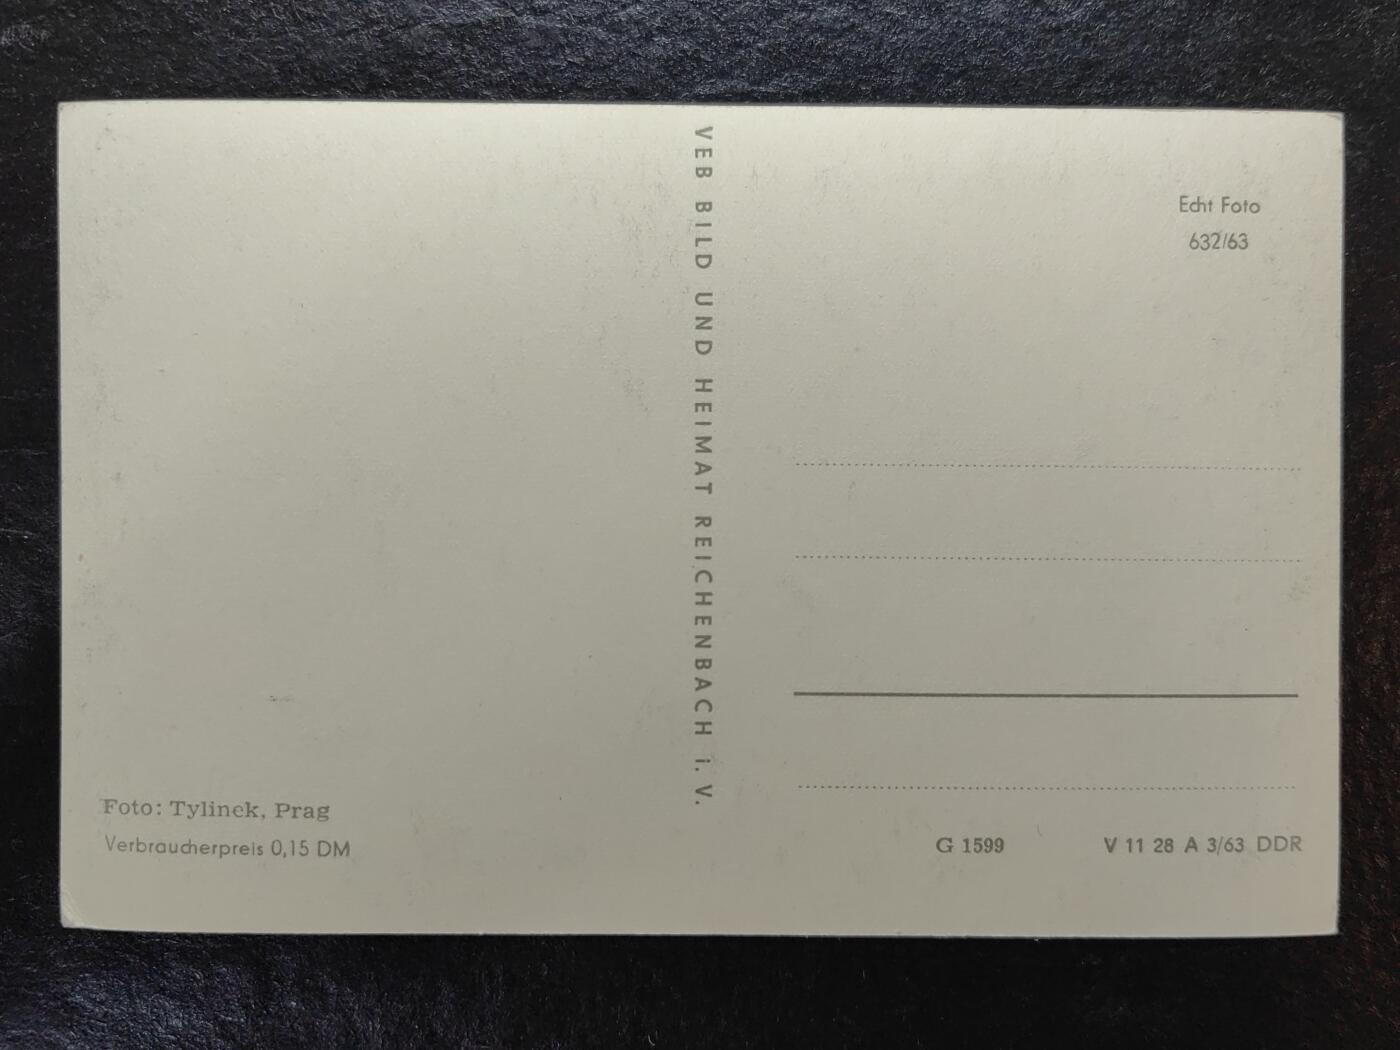 VEB BILD UND HEIMAT REICHENBACH i. V.
Echt Foto
632/63
Foto: Tylinek, Prag
Verbraucherpreis 0,15 DM
G 1599
V 11 28 A 3/63 DDR